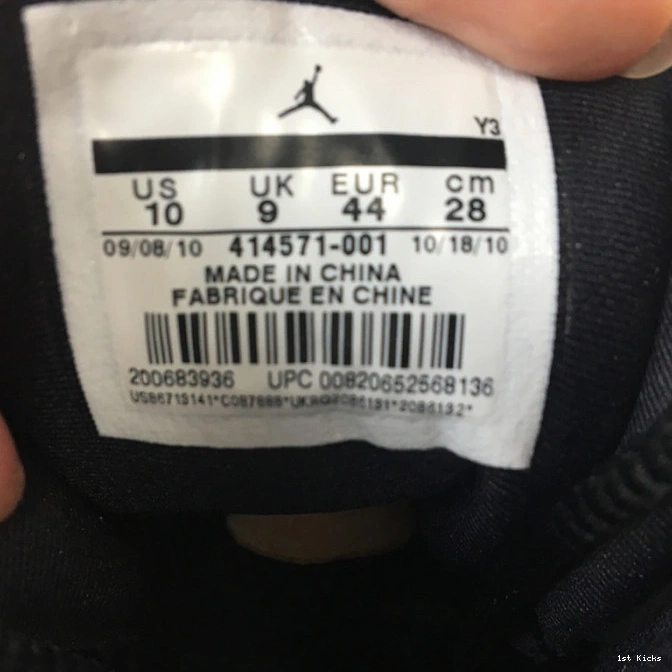 Y3
US UK EUR cm
10 9 44 28
09/08/10 414571-001 10/18/10
MADE IN CHINA
FABRIQUE EN CHINE
200683936 UPC 00820652568136
1st Kicks